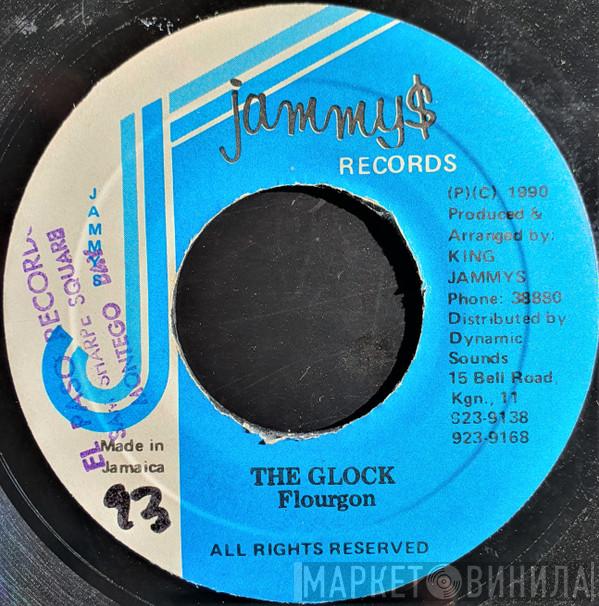 jammy$
RECORDS
JAMMYS
EL PASO RECORDS
SAM SHARPE SQUARE
MONTEGO BAY
(P)(C) 1990
Produced &
Arranged by:
KING
JAMMYS
Phone: 38880
Distributed by
Dynamic
Sounds
15 Bell Road,
Kgn., 11
923-9138
923-9168
Made in
Jamaica
93
THE GLOCK
Flourgon
ALL RIGHTS RESERVED
МАРКЕТ ВИНИЛА